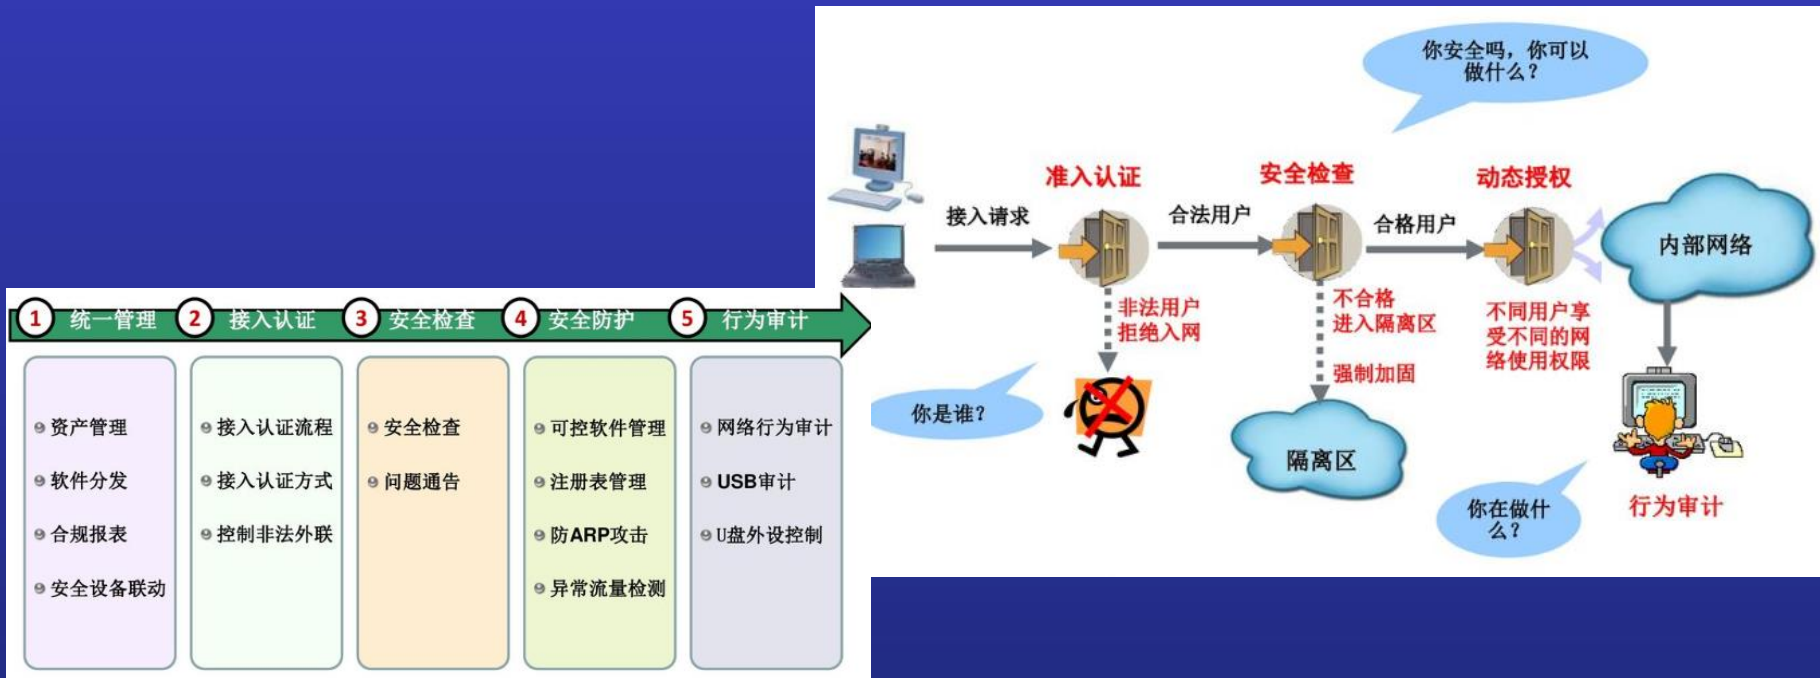 你安全吗，你可以
做什么？
准入认证
安全检查
动态授权
接入请求
合法用户
合格用户
内部网络
非法用户
拒绝入网
不合格
进入隔离区
强制加固
不同用户享
受不同的网
络使用权限
你是谁？
隔离区
你在做什
么？
行为审计
1 统一管理
2 接入认证
3 安全检查
4 安全防护
5 行为审计
资产管理
软件分发
合规报表
安全设备联动
接入认证流程
接入认证方式
控制非法外联
安全检查
问题通告
可控软件管理
注册表管理
防ARP攻击
异常流量检测
网络行为审计
USB审计
U盘外设控制